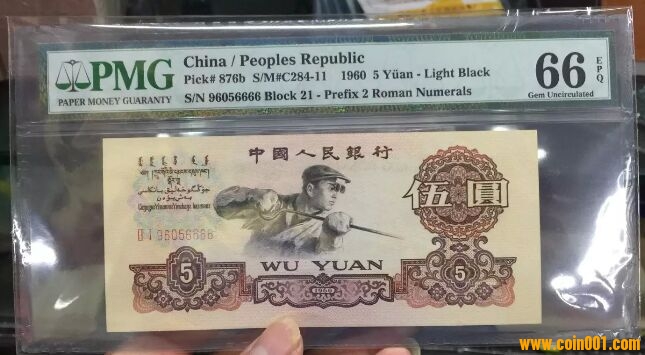 PMG
PAPER MONEY GUARANTY
China / Peoples Republic
Pick# 876b S/M#C284-11 1960 5 Yüan - Light Black
S/N 96056666 Block 21 - Prefix 2 Roman Numerals
66 EPQ
Gem Uncirculated
中國人民銀行
伍圓
96056666
5
WU YUAN
5
1960
www.coin001.com